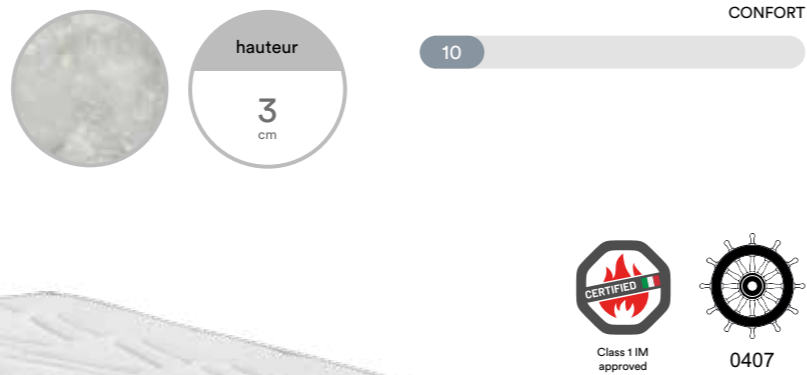 CONFORT
hauteur
10
3
cm
CERTIFIED
Class 1 IM
approved
0407